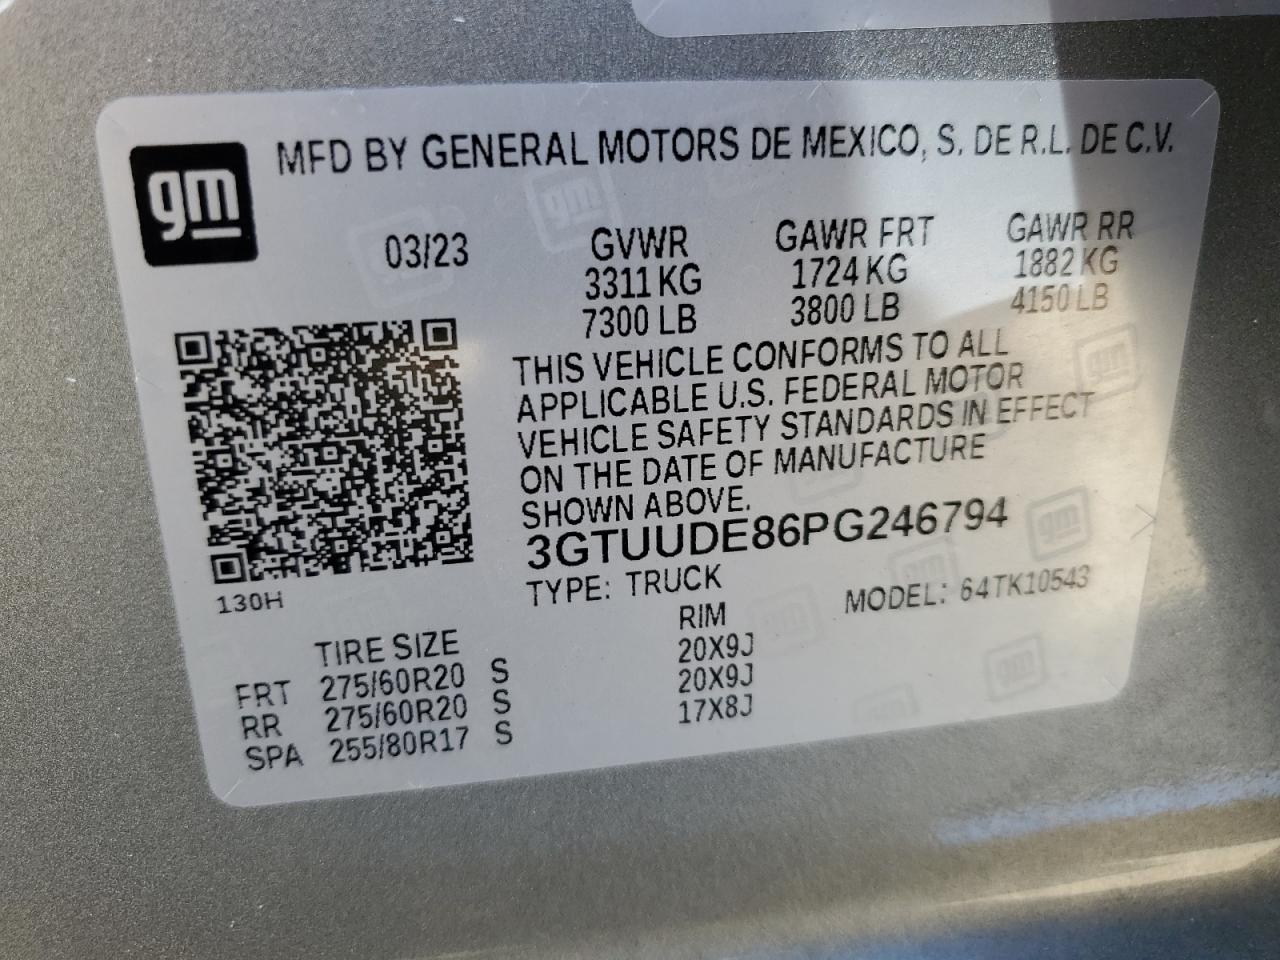 gm
MFD BY GENERAL MOTORS DE MEXICO, S. DE R.L. DE C.V.
03/23 GVWR GAWR FRT GAWR RR
3311 KG 1724 KG 1882 KG
7300 LB 3800 LB 4150 LB
THIS VEHICLE CONFORMS TO ALL
APPLICABLE U.S. FEDERAL MOTOR
VEHICLE SAFETY STANDARDS IN EFFECT
ON THE DATE OF MANUFACTURE
SHOWN ABOVE.
3GTUUDE86PG246794
130H
TYPE: TRUCK MODEL: 64TK10543
TIRE SIZE RIM
FRT 275/60R20 S 20X9J
RR 275/60R20 S 20X9J
SPA 255/80R17 S 17X8J